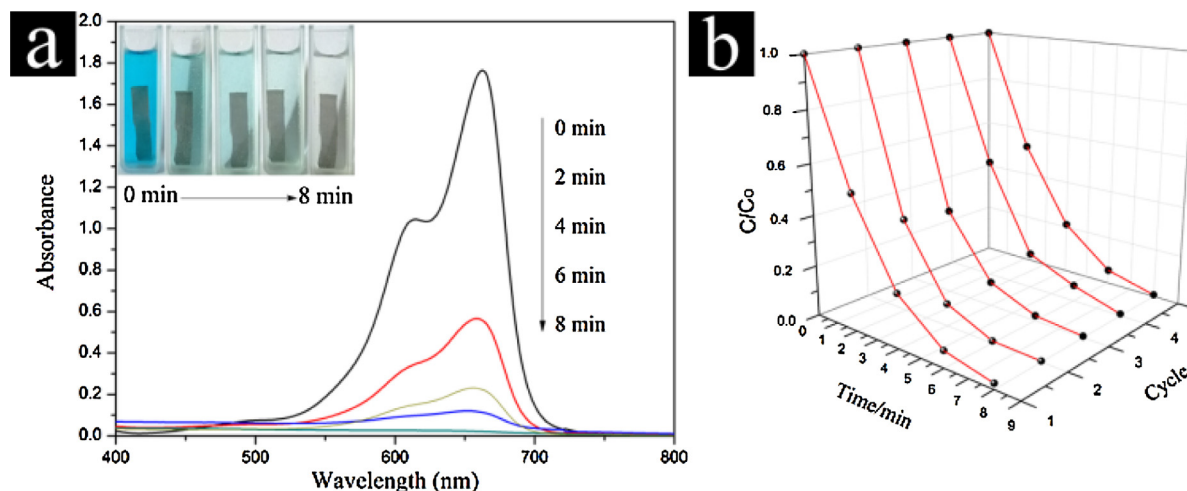 a
2.0
1.8
1.6
1.4
1.2
1.0
0.8
0.6
0.4
0.2
0.0
Absorbance
0 min
8 min
0 min
2 min
4 min
6 min
8 min
400
500
600
700
800
Wavelength (nm)
b
1.0
0.8
0.6
0.4
0.2
0.0
C/Co
0
1
2
3
4
5
6
7
8
9
Time/min
1
2
3
4
Cycle